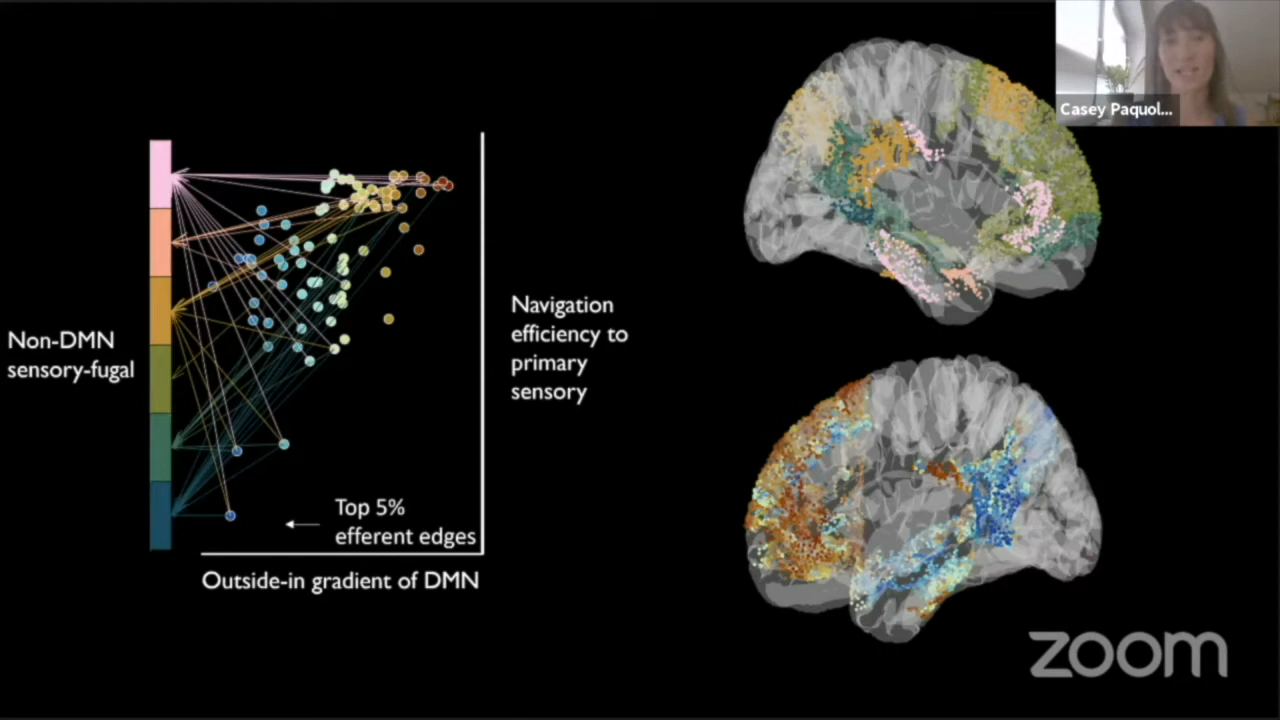 Casey Paquol...
Non-DMN
sensory-fugal
Navigation
efficiency to
primary
sensory
Top 5%
efferent edges
Outside-in gradient of DMN
zoom